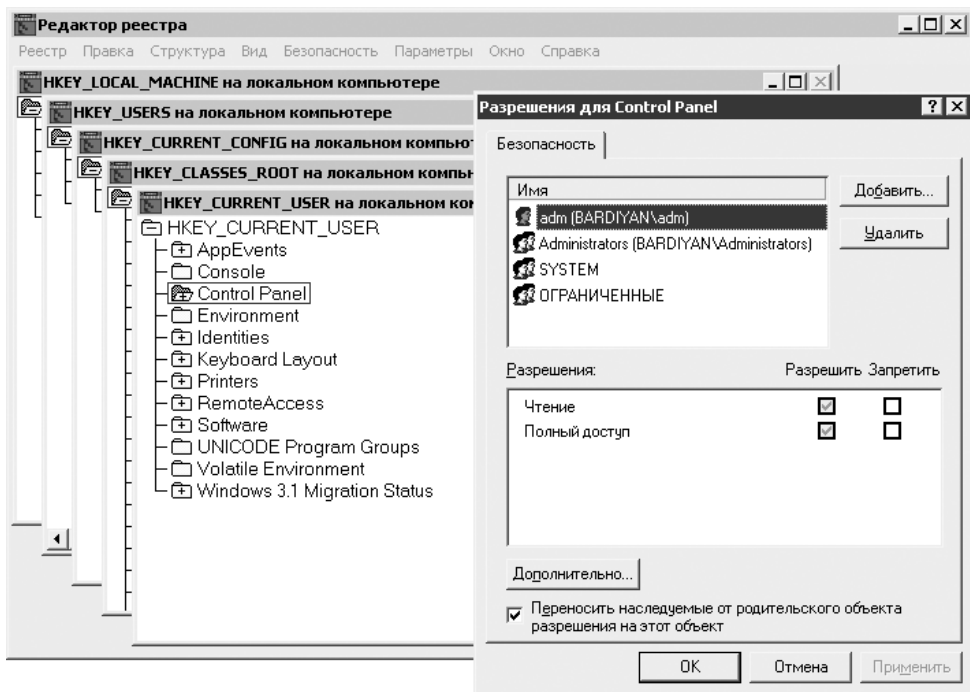 Редактор реестра
Реестр Правка Структура Вид Безопасность Параметры Окно Справка
HKEY_LOCAL_MACHINE на локальном компьютере
HKEY_USERS на локальном компьютере
HKEY_CURRENT_CONFIG на локальном компью
HKEY_CLASSES_ROOT на локальном компь
HKEY_CURRENT_USER на локальном ко
HKEY_CURRENT_USER
AppEvents
Console
Control Panel
Environment
Identities
Keyboard Layout
Printers
RemoteAccess
Software
UNICODE Program Groups
Volatile Environment
Windows 3.1 Migration Status
Разрешения для Control Panel
Безопасность
Имя
adm (BARDIYAN\adm)
Administrators (BARDIYAN\Administrators)
SYSTEM
ОГРАНИЧЕННЫЕ
Добавить...
Удалить
Разрешения: Разрешить Запретить
Чтение
Полный доступ
Дополнительно...
Переносить наследуемые от родительского объекта
разрешения на этот объект
OK Отмена Применить